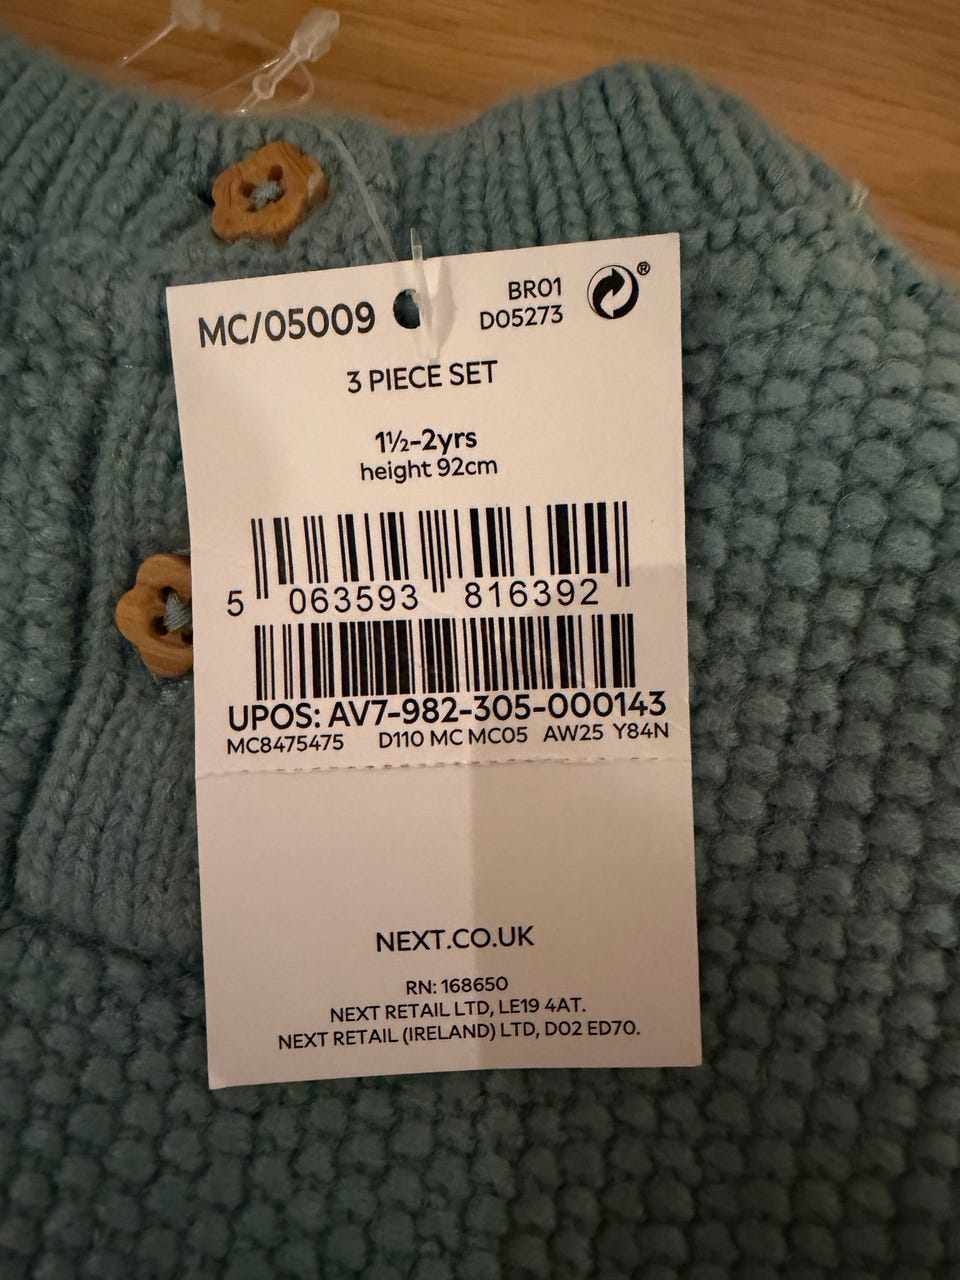 MC/05009
BR01
D05273
®
3 PIECE SET
1½-2yrs
height 92cm
5 063593 816392
UPOS: AV7-982-305-000143
MC8475475 D110 MC MC05 AW25 Y84N
NEXT.CO.UK
RN: 168650
NEXT RETAIL LTD, LE19 4AT.
NEXT RETAIL (IRELAND) LTD, D02 ED70.